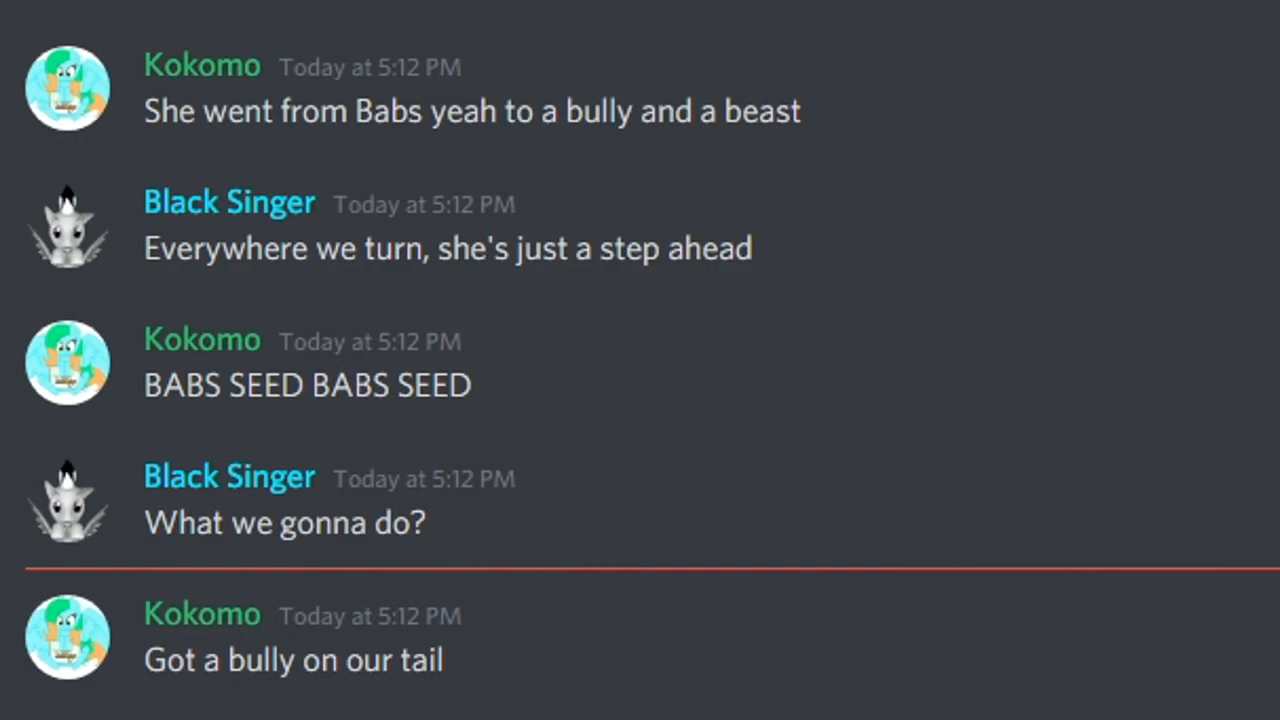 Kokomo Today at 5:12 PM
She went from Babs yeah to a bully and a beast
Black Singer Today at 5:12 PM
Everywhere we turn, she's just a step ahead
Kokomo Today at 5:12 PM
BABS SEED BABS SEED
Black Singer Today at 5:12 PM
What we gonna do?
Kokomo Today at 5:12 PM
Got a bully on our tail